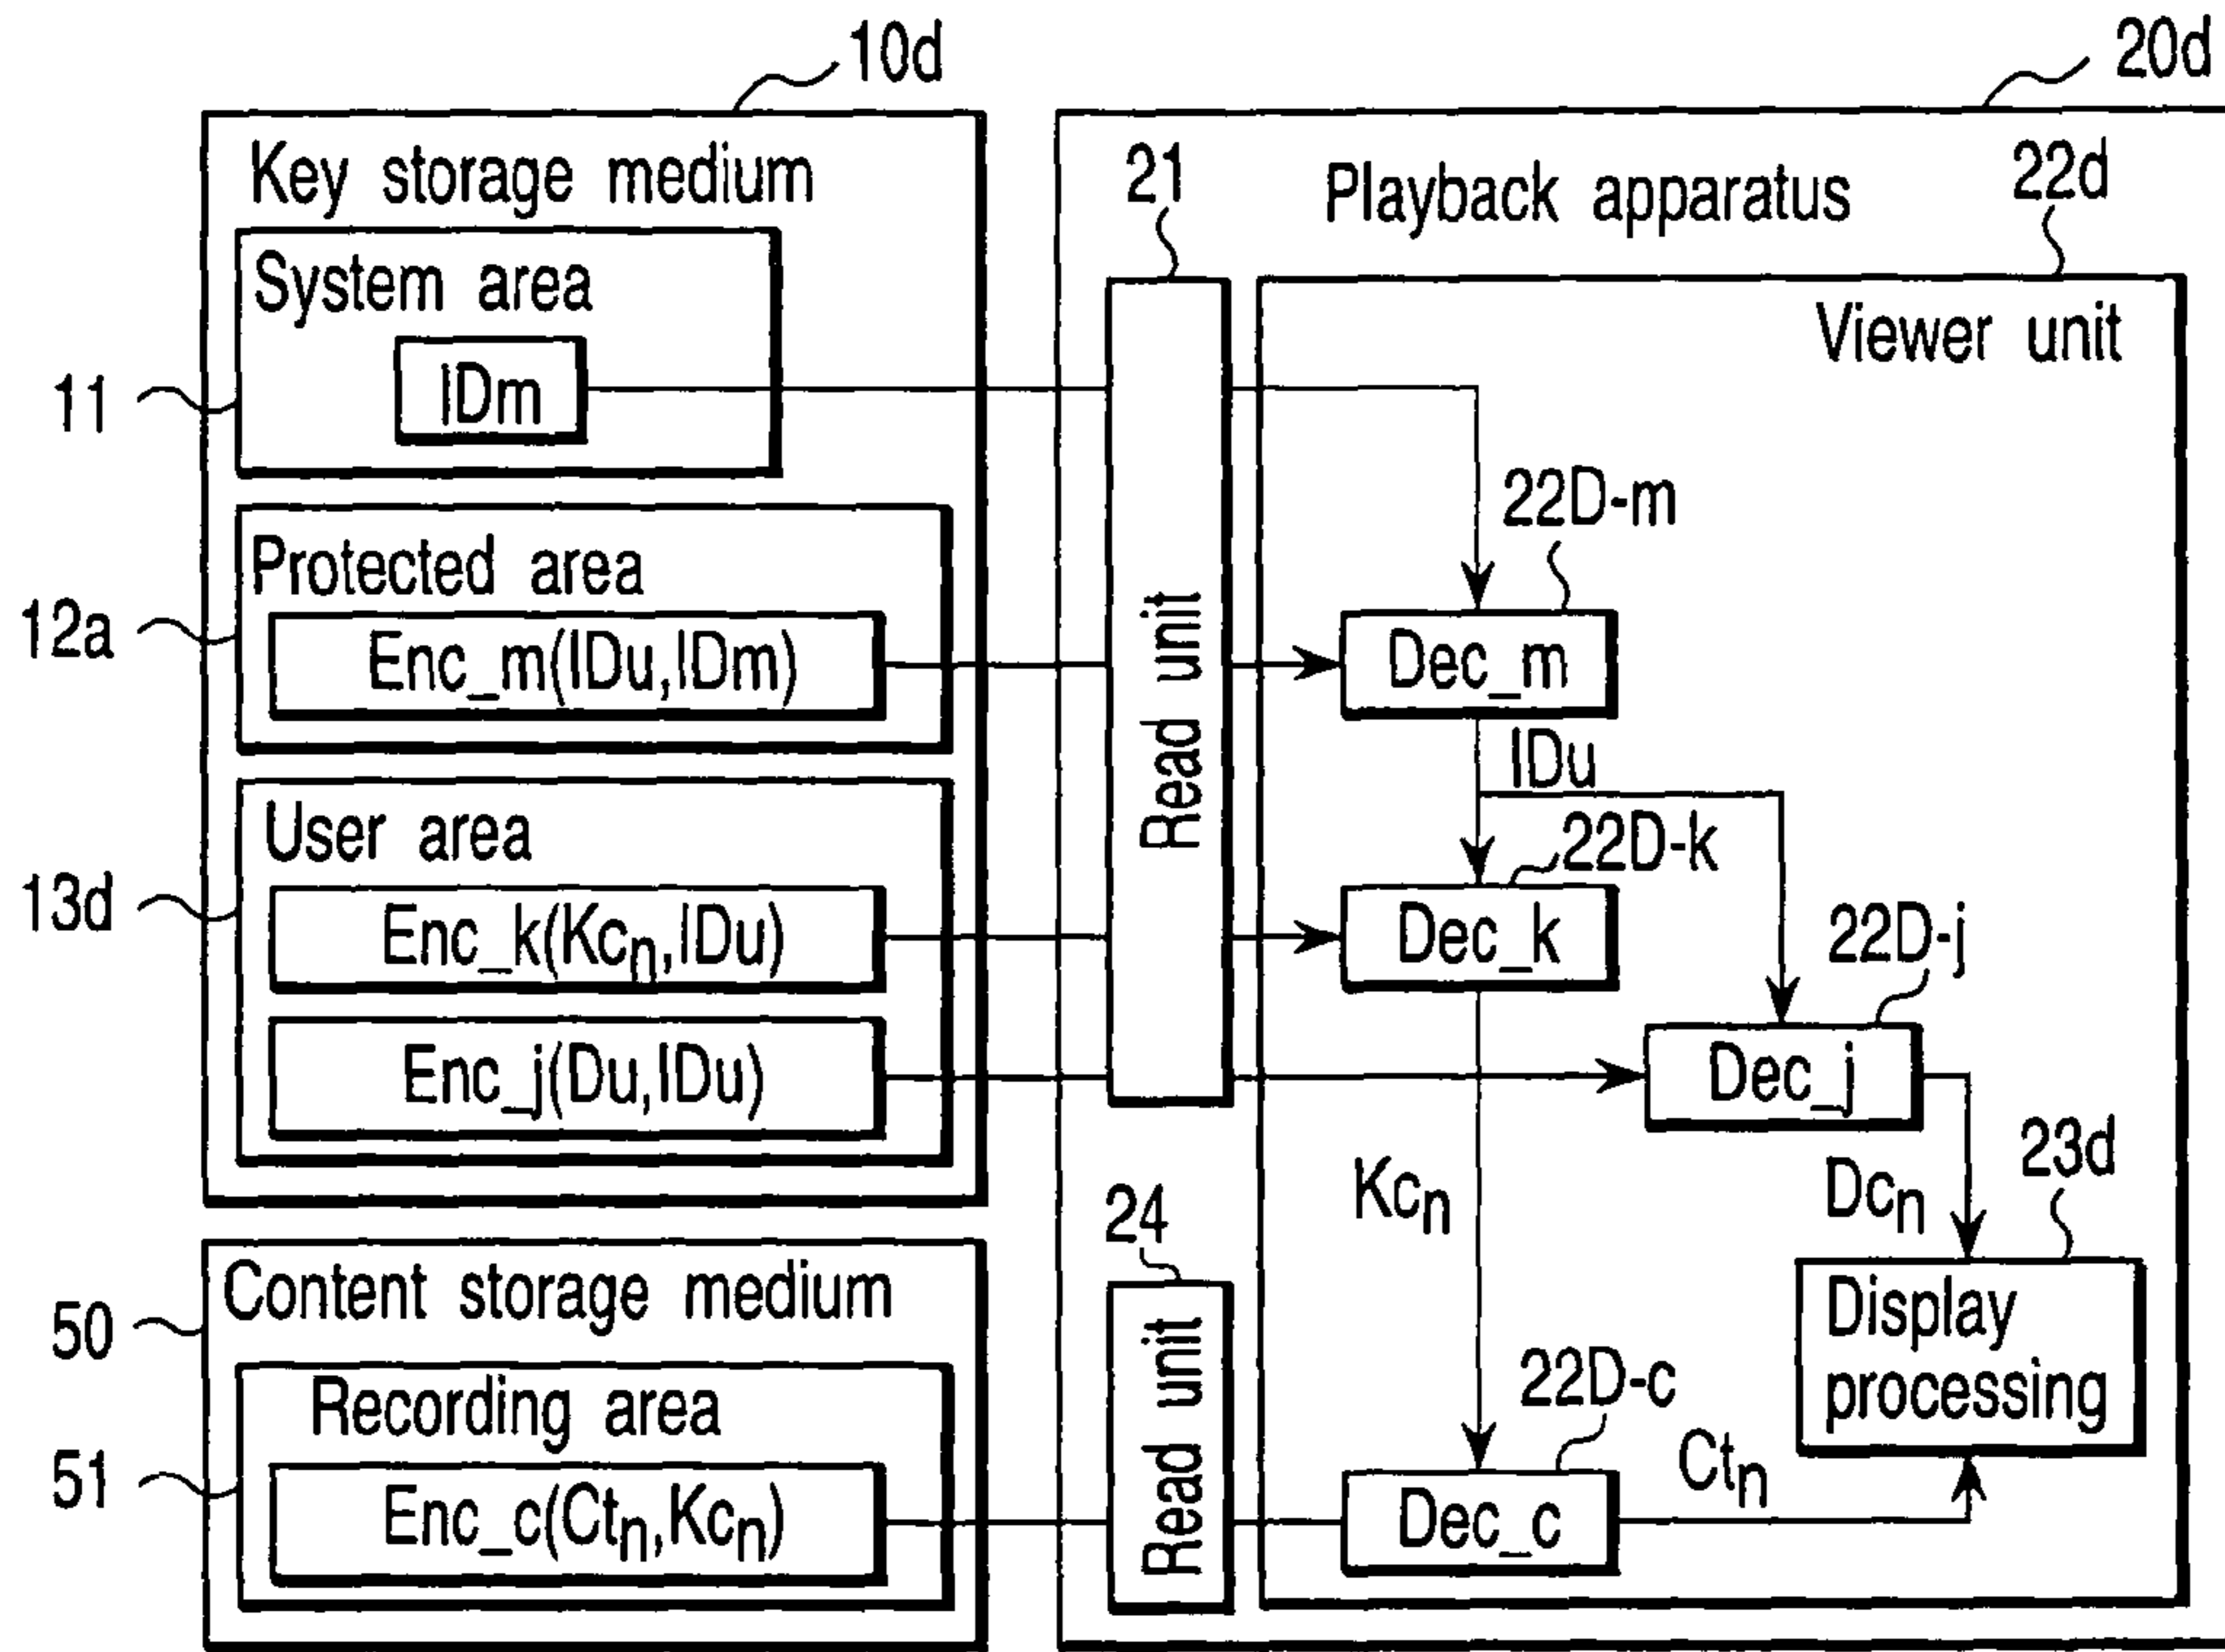 10d
20d
Key storage medium
21
Playback apparatus
22d
System area
Viewer unit
IDm
11
22D-m
Protected area
12a
Enc_m(IDu,IDm)
Read unit
Dec_m
IDu
User area
22D-k
13d
Enc_k(Kcn,IDu)
Dec_k
22D-j
Enc_j(Du,IDu)
Dec_j
23d
Kcn
Dcn
24
Content storage medium
50
Display
processing
Read unit
Recording area
22D-c
Ctn
51
Enc_c(Ctn,Kcn)
Dec_c